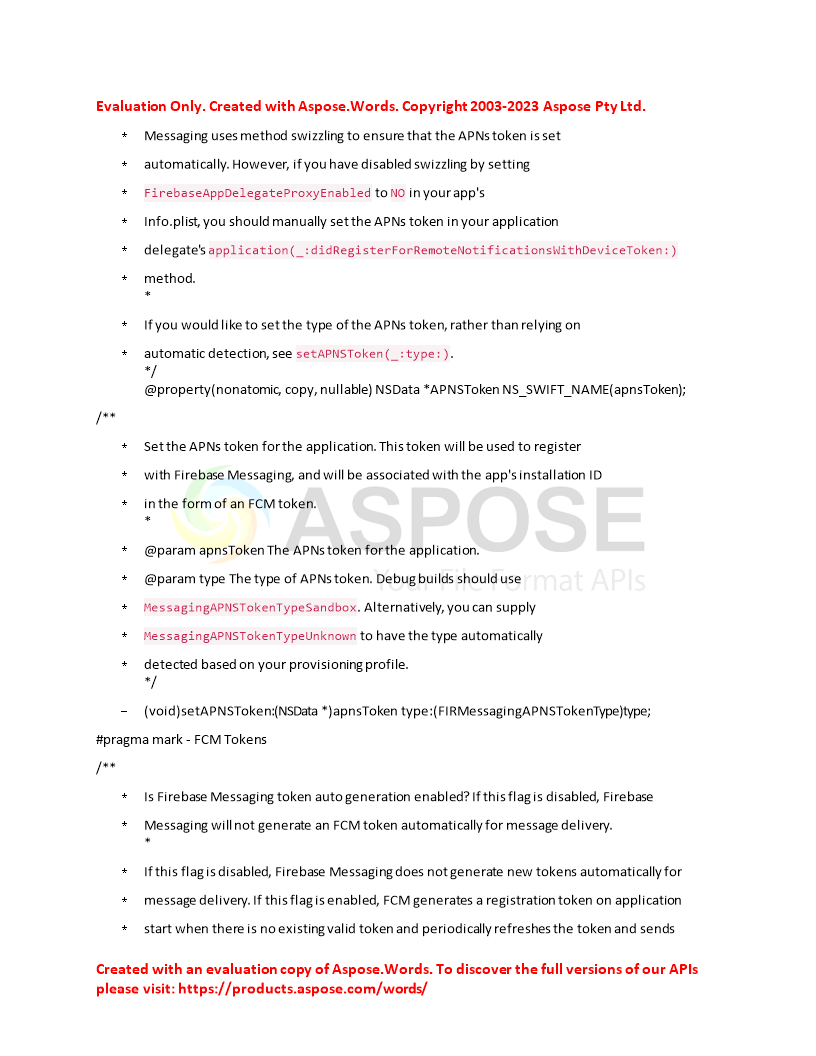 Evaluation Only. Created with Aspose.Words. Copyright 2003-2023 Aspose Pty Ltd.
* Messaging uses method swizzling to ensure that the APNs token is set
* automatically. However, if you have disabled swizzling by setting
* FirebaseAppDelegateProxyEnabled to NO in your app's
* Info.plist, you should manually set the APNs token in your application
* delegate's application(_:didRegisterForRemoteNotificationsWithDeviceToken:)
* method.
*
* If you would like to set the type of the APNs token, rather than relying on
* automatic detection, see setAPNSToken(_:type:).
*/
@property(nonatomic, copy, nullable) NSData *APNSToken NS_SWIFT_NAME(apnsToken);
/**
* Set the APNs token for the application. This token will be used to register
* with Firebase Messaging, and will be associated with the app's installation ID
* in the form of an FCM token.
*
ASPOSE
* @param apnsToken The APNs token for the application.
* @param type The type of APNs token. Debug builds should use
Your File Format APIs
* MessagingAPNSTokenTypeSandbox. Alternatively, you can supply
* MessagingAPNSTokenTypeUnknown to have the type automatically
* detected based on your provisioning profile.
*/
– (void)setAPNSToken:(NSData *)apnsToken type:(FIRMessagingAPNSTokenType)type;
#pragma mark - FCM Tokens
/**
* Is Firebase Messaging token auto generation enabled? If this flag is disabled, Firebase
* Messaging will not generate an FCM token automatically for message delivery.
*
* If this flag is disabled, Firebase Messaging does not generate new tokens automatically for
* message delivery. If this flag is enabled, FCM generates a registration token on application
* start when there is no existing valid token and periodically refreshes the token and sends
Created with an evaluation copy of Aspose.Words. To discover the full versions of our APIs
please visit: https://products.aspose.com/words/